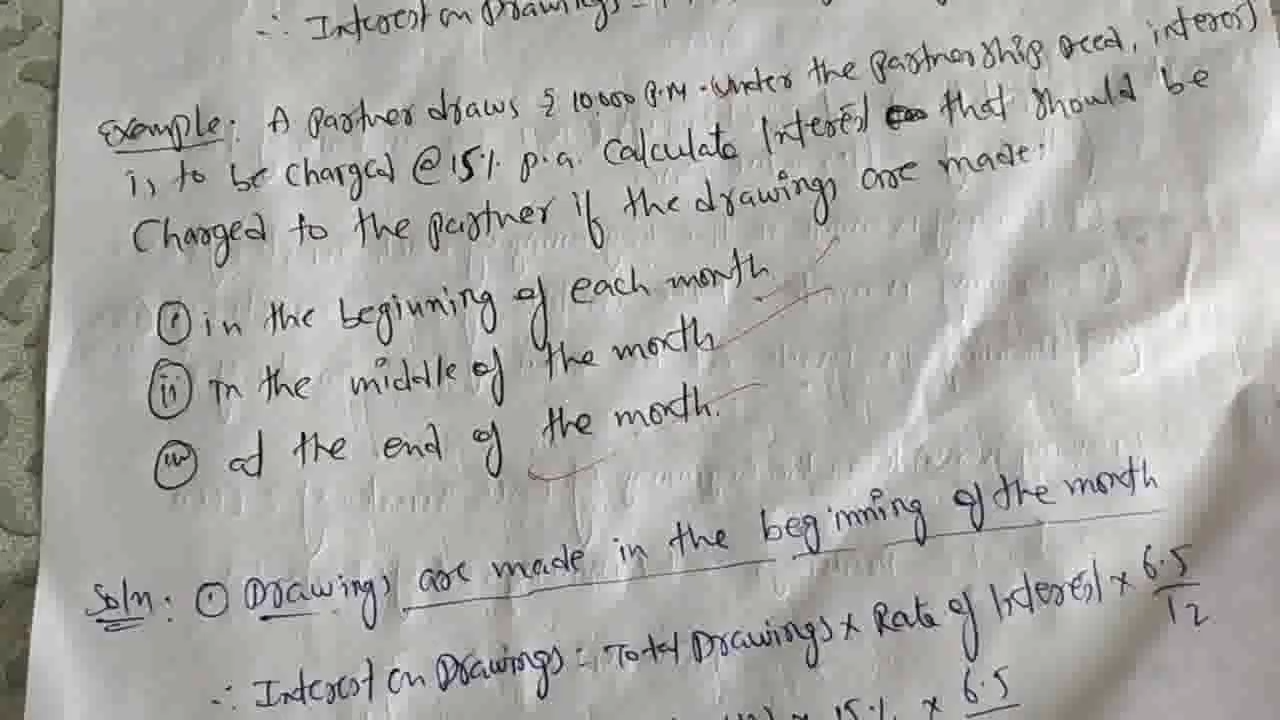 ∴ Interest on Drawings =
Example: A Partner draws ₹ 10,000 P.M. Under the partnership Deed, interest
is to be charged @ 15% p.a. Calculate Interest that should be
Charged to the partner if the drawings are made:
(i) in the beginning of each month
(ii) in the middle of the month
(iii) at the end of the month.
Soln: (i) Drawings are made in the beginning of the month
∴ Interest on Drawings = Total Drawings x Rate of Interest x 6.5/12
x 15% x 6.5